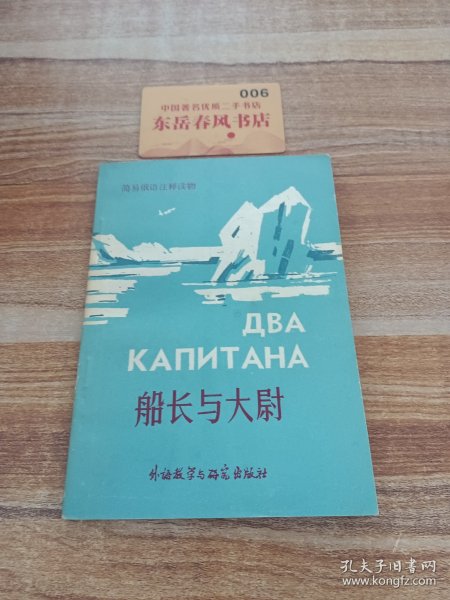 006
中国著名优质二手书店
东岳春风书店
简易俄语注释读物
ДВА
КАПИТАНА
船长与大尉
外语教学与研究出版社
孔夫子旧书网
www.kongfz.com